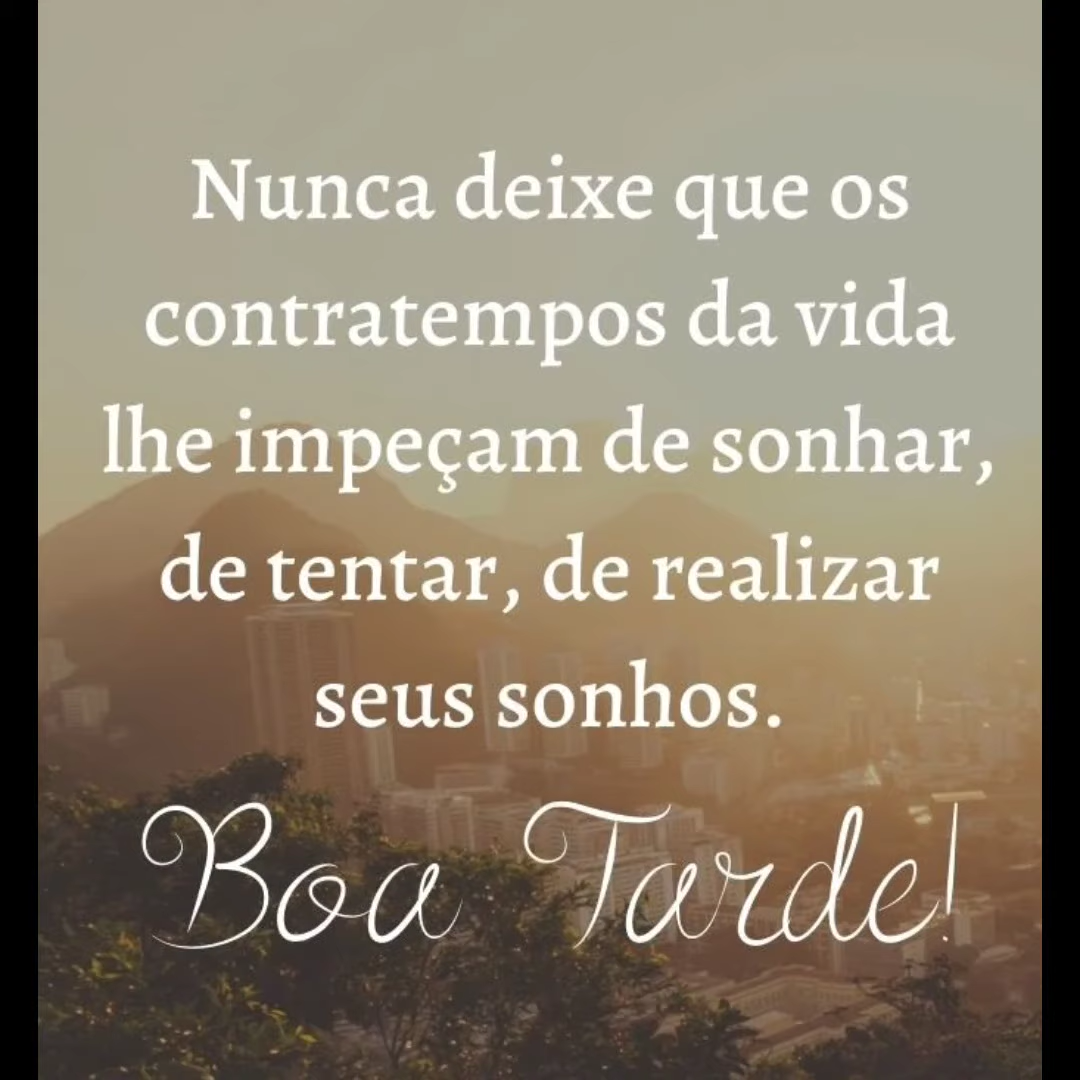 Nunca deixe que os
contratempos da vida
lhe impeçam de sonhar,
de tentar, de realizar
seus sonhos.
Boa Tarde!